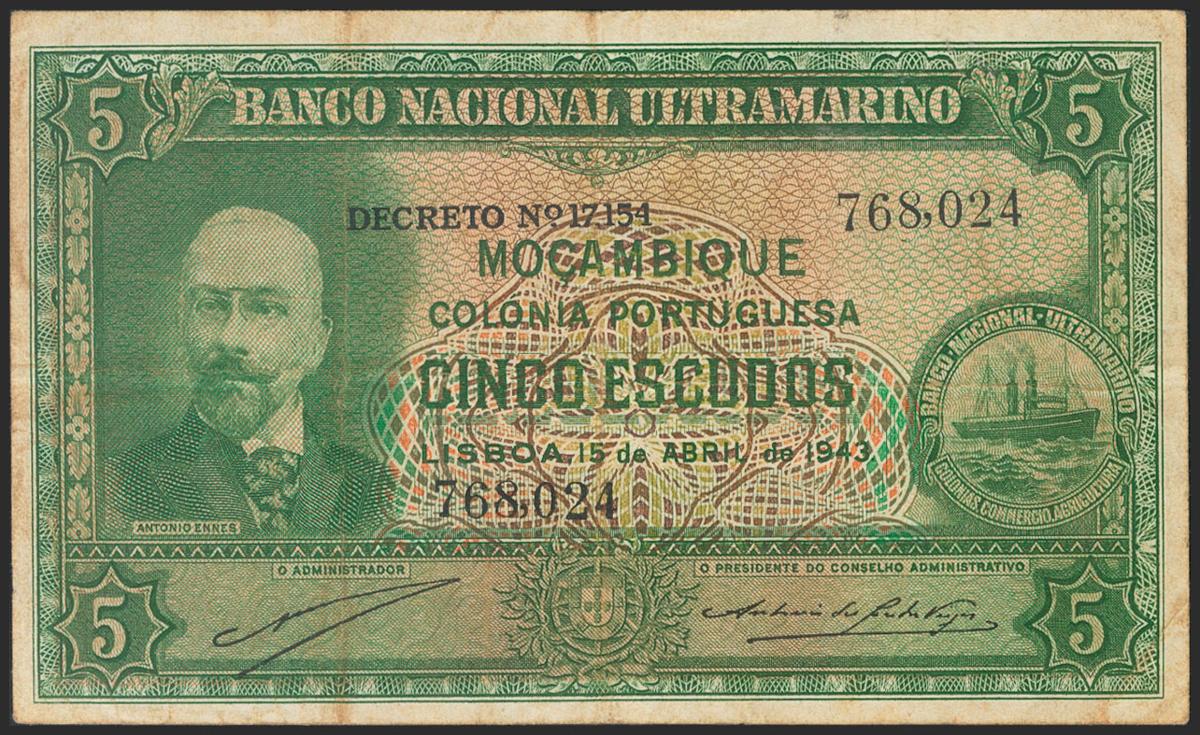 5 BANCO NACIONAL ULTRAMARINO 5
DECRETO Nº 17154
768,024
MOÇAMBIQUE
COLONIA PORTUGUESA
CINCO ESCUDOS
LISBOA, 15 de ABRIL de 1943
768,024
BANCO·NACIONAL·ULTRAMARINO
COLONIAS, COMMERCIO, AGRICULTURA
ANTONIO ENNES
O ADMINISTRADOR
O PRESIDENTE DO CONSELHO ADMINISTRATIVO
5 5